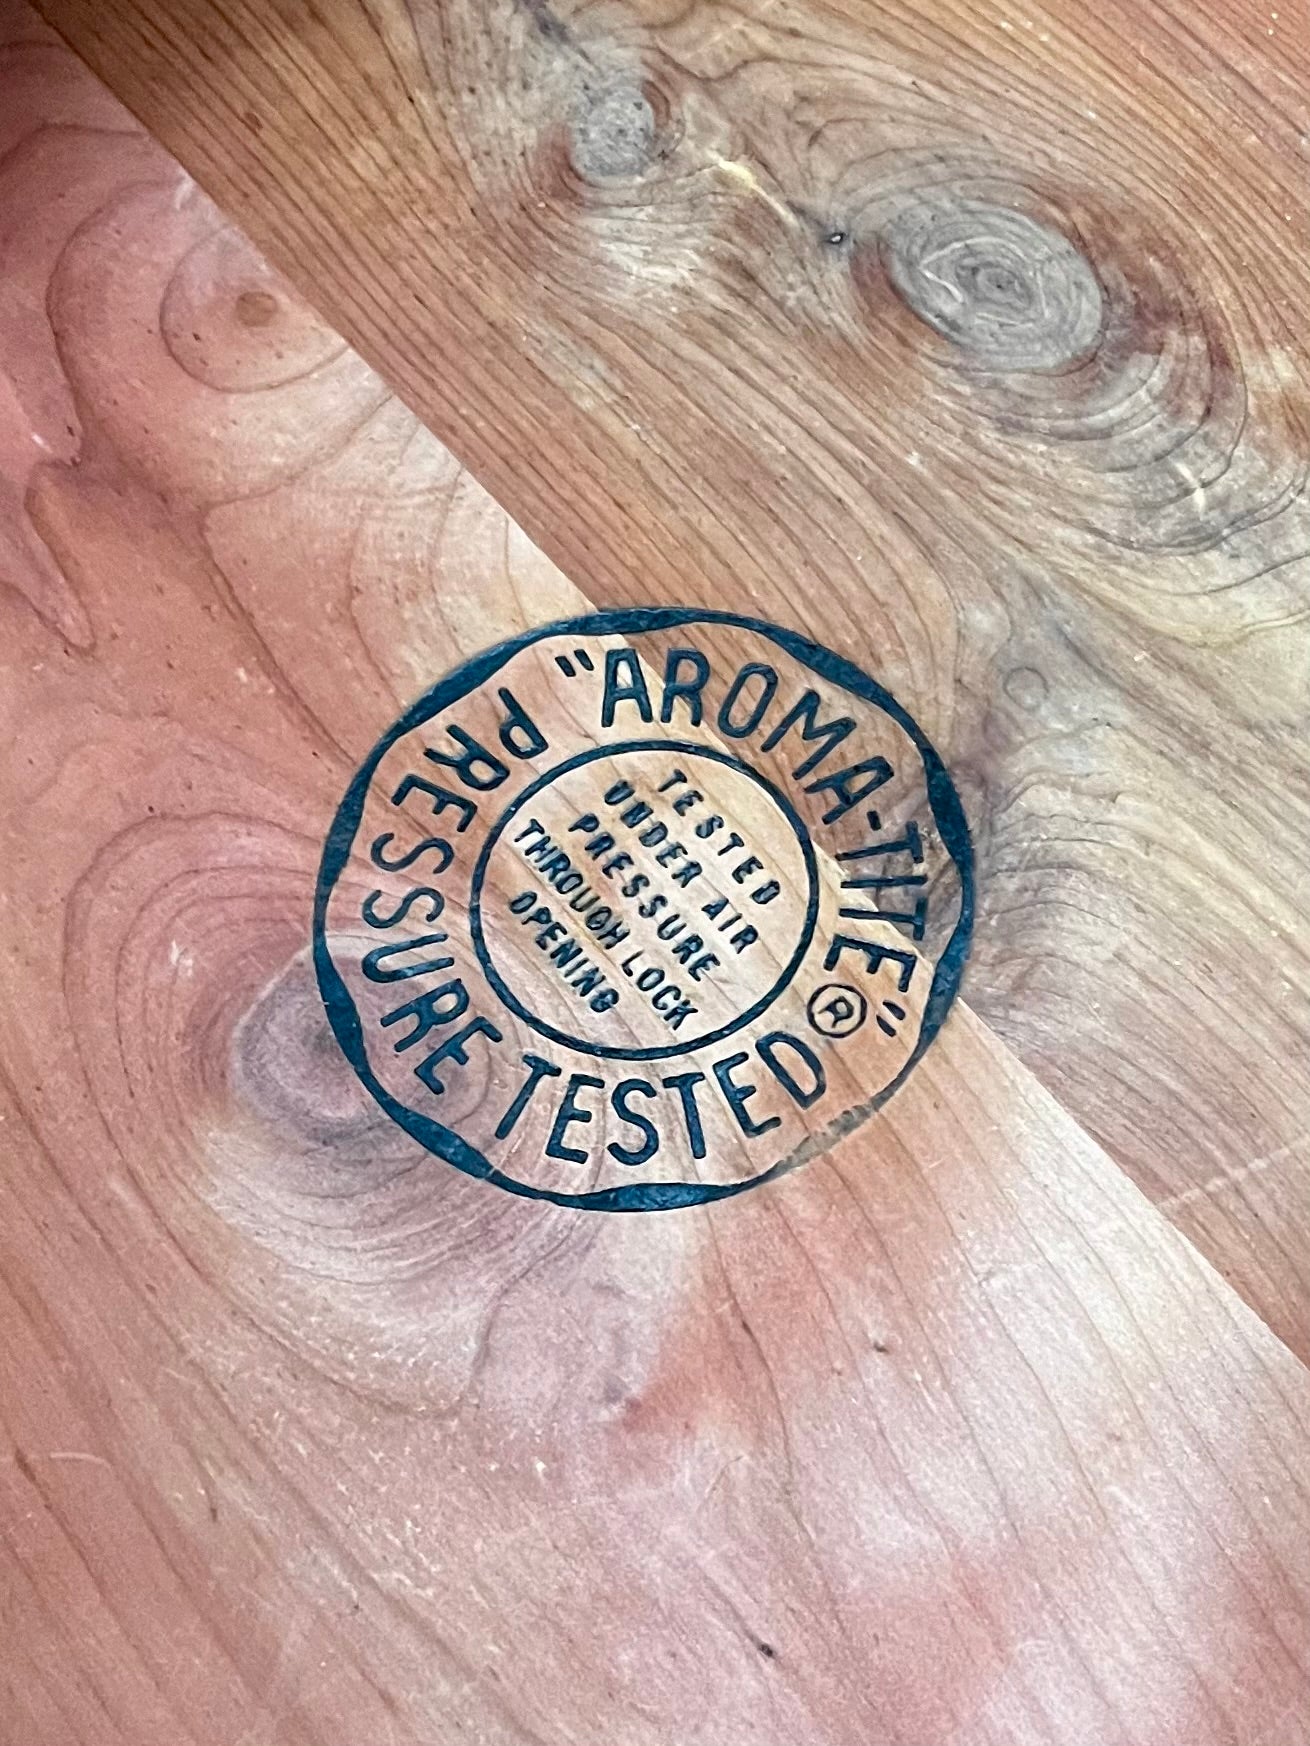 "AROMA-TITE"®
PRESSURE TESTED
TESTED
UNDER AIR
PRESSURE
THROUGH LOCK
OPENING